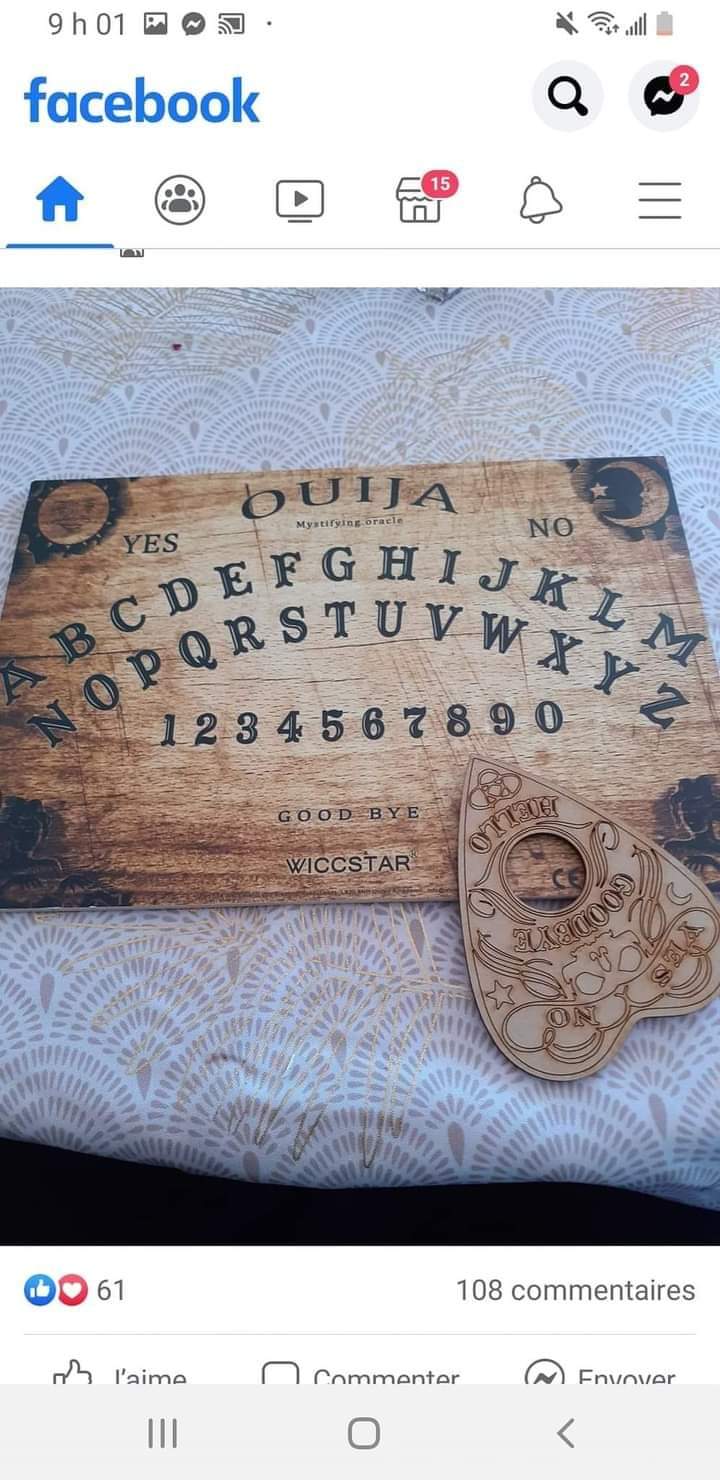 9 h 01
facebook
2
15
OUIJA
Mystifying oracle
YES
NO
A B C D E F G H I J K L M
N O P Q R S T U V W X Y Z
1 2 3 4 5 6 7 8 9 0
GOOD BYE
WICCSTAR
HELLO
CE
GOODBYE
YES
NO
61
108 commentaires
J'aime
Commenter
Envoyer